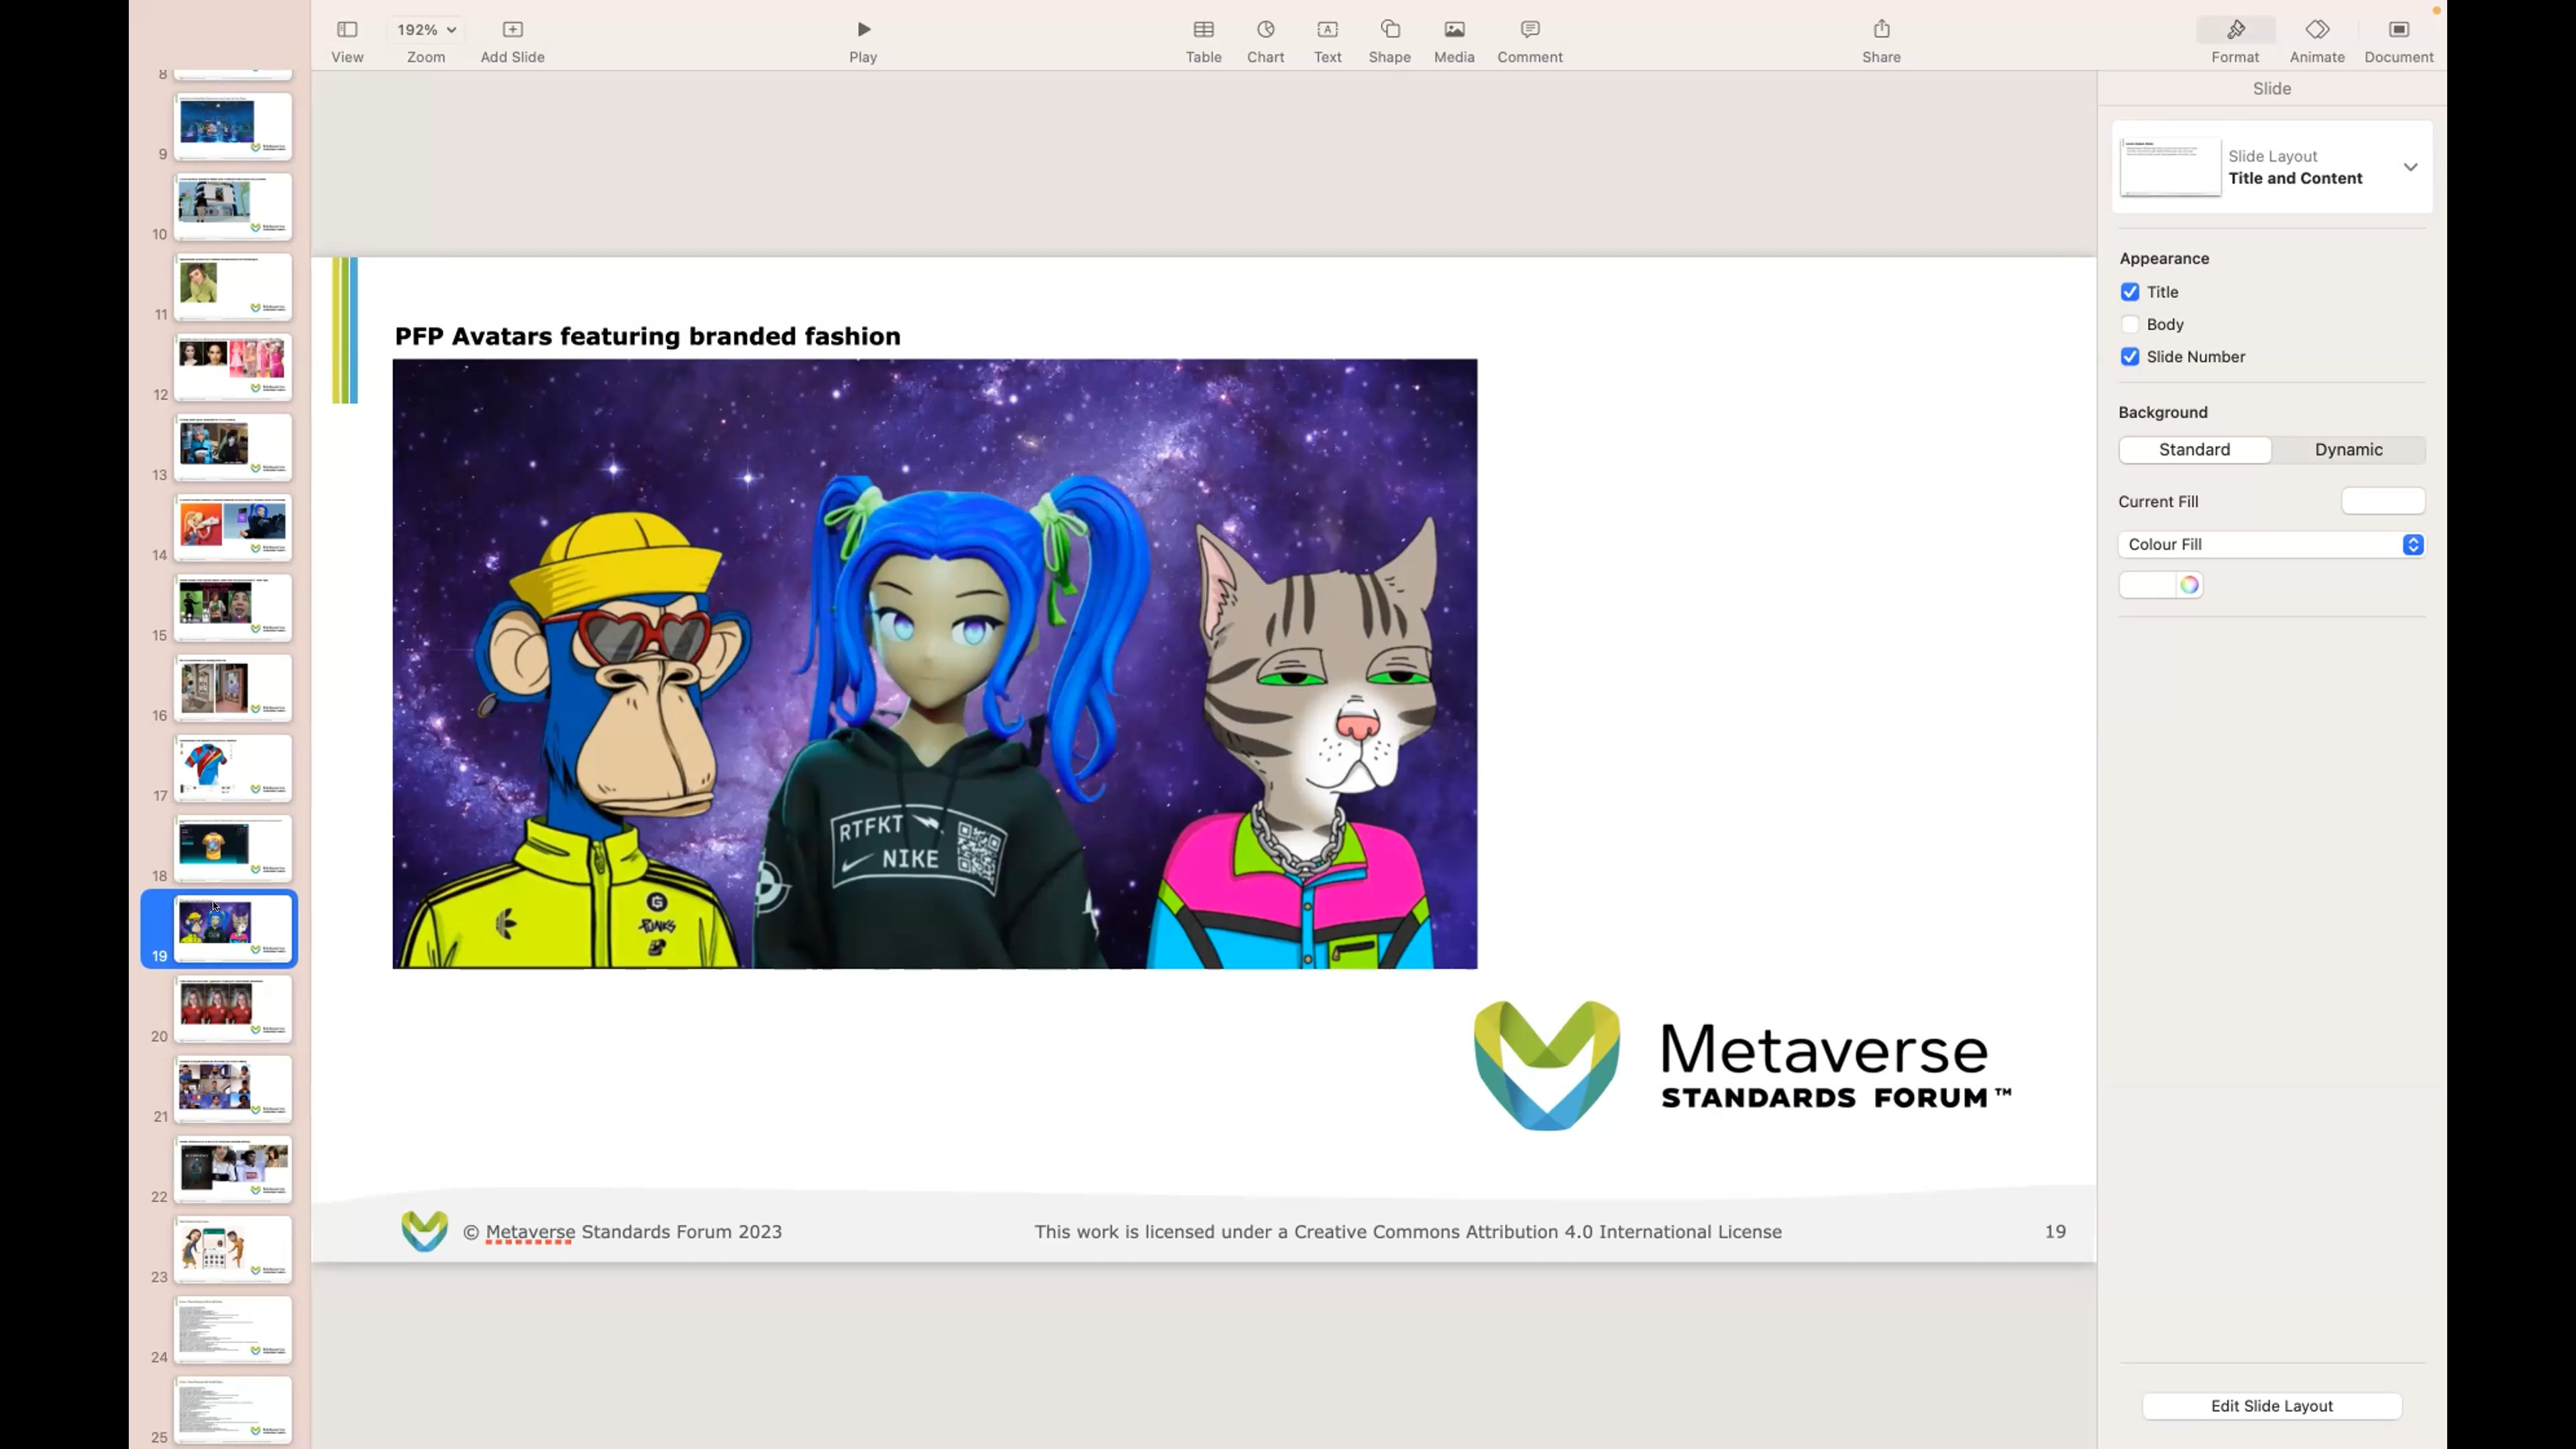 View
192%
Zoom
Add Slide
Play
Table
Chart
Text
Shape
Media
Comment
Share
Format
Animate
Document
8
9
10
11
12
13
14
15
16
17
18
19
20
21
22
23
24
25
PFP Avatars featuring branded fashion
RTFKT
NIKE
PUNKS
Metaverse
STANDARDS FORUM™
© Metaverse Standards Forum 2023
This work is licensed under a Creative Commons Attribution 4.0 International License
19
Slide
Slide Layout
Title and Content
Appearance
Title
Body
Slide Number
Background
Standard
Dynamic
Current Fill
Colour Fill
Edit Slide Layout